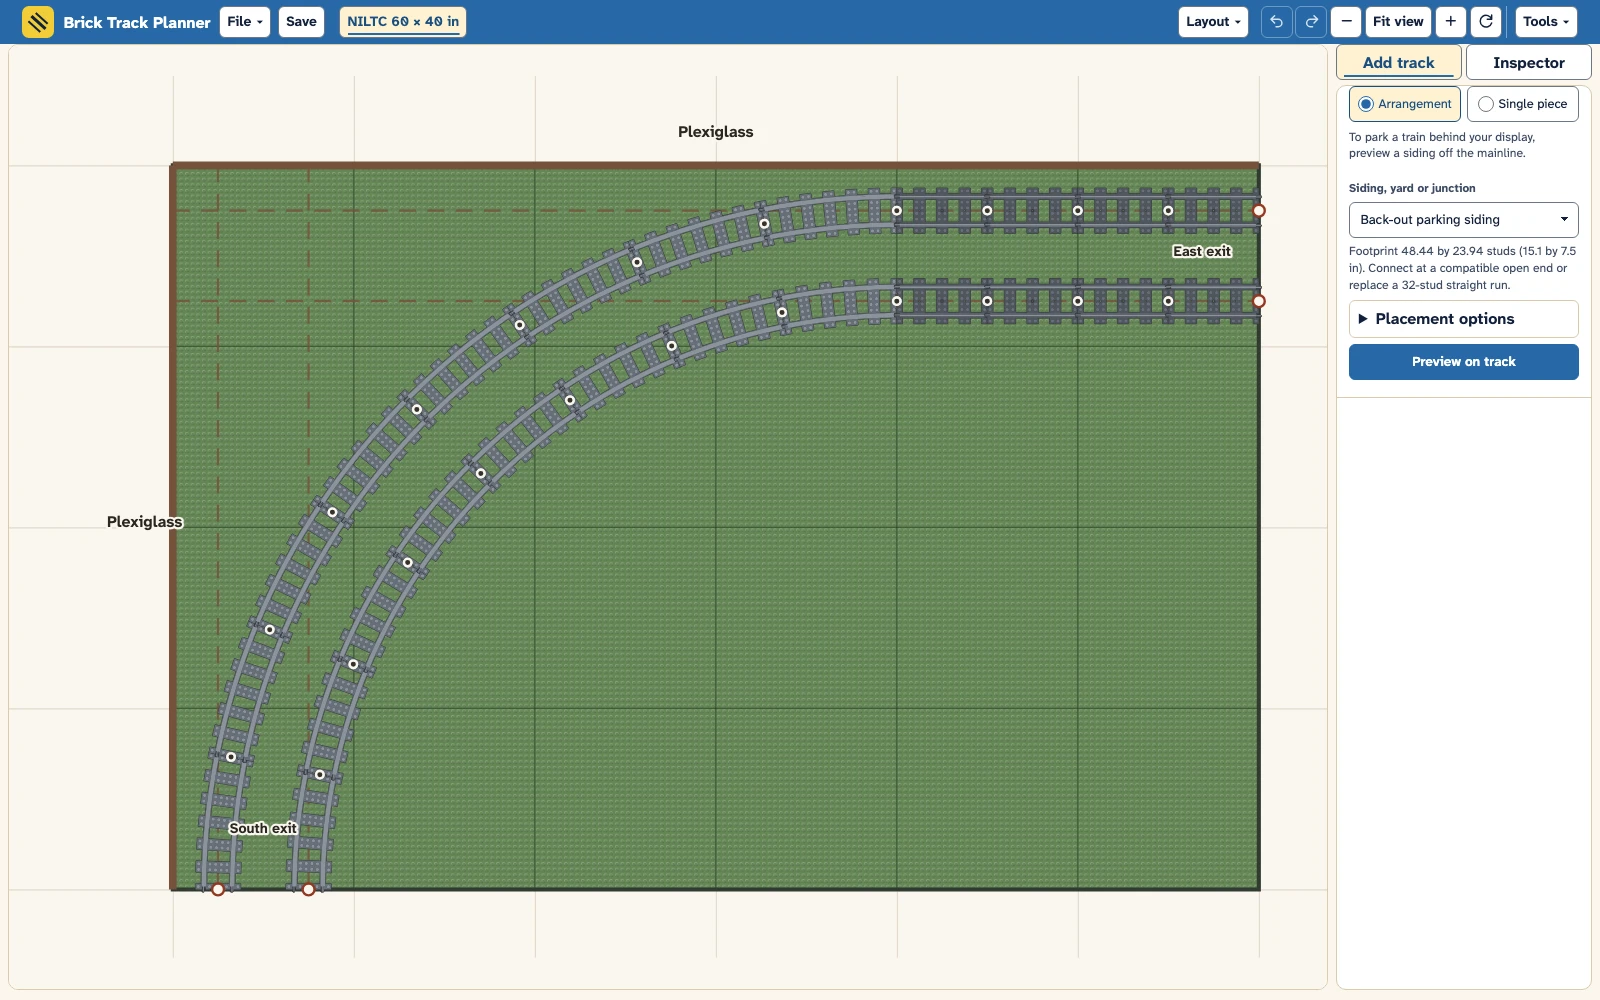 Brick Track Planner
File
Save
NILTC 60 × 40 in
Layout
Fit view
Tools
Add track
Inspector
Arrangement
Single piece
To park a train behind your display,
preview a siding off the mainline.
Siding, yard or junction
Back-out parking siding
Footprint 48.44 by 23.94 studs (15.1 by 7.5
in). Connect at a compatible open end or
replace a 32-stud straight run.
Placement options
Preview on track
Plexiglass
East exit
Plexiglass
South exit